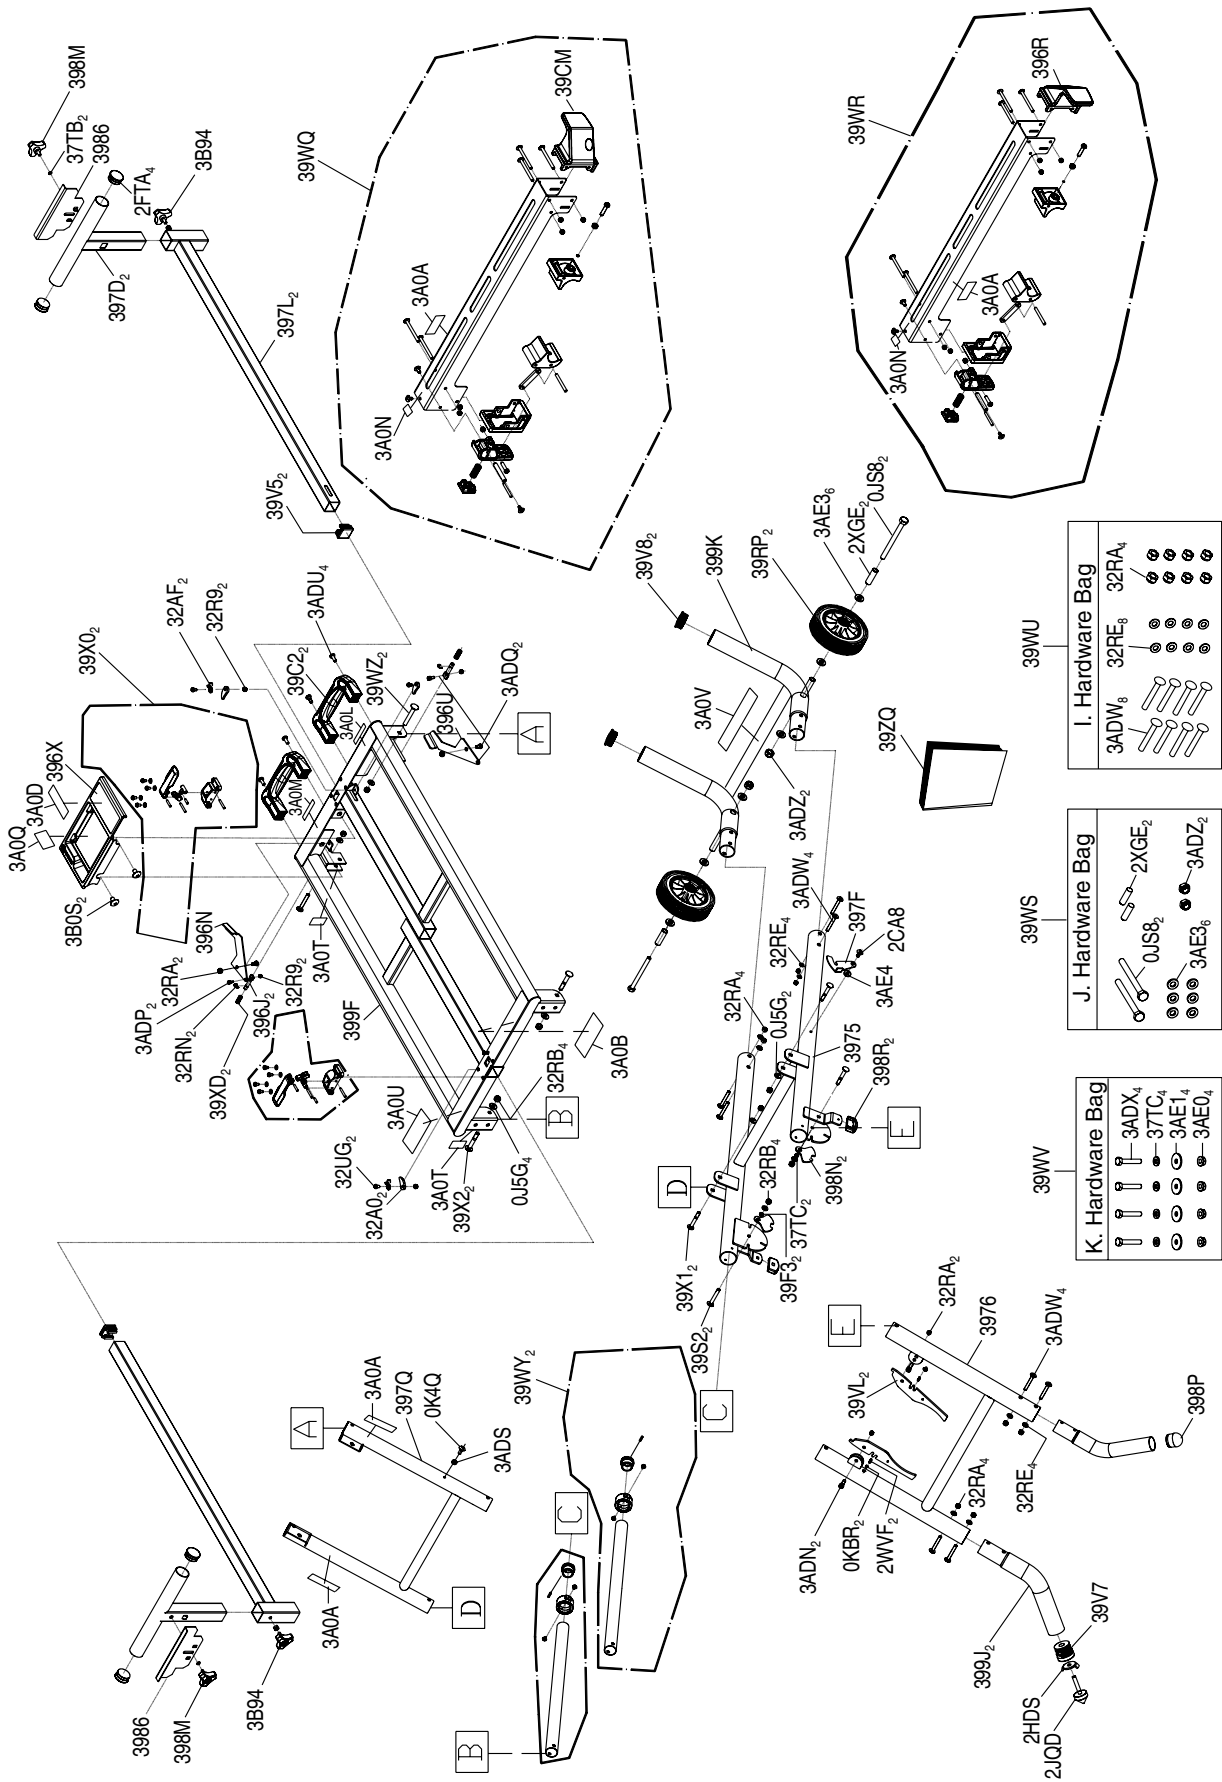 398M
37TB2
3986
2FTA4
3B94
397D2
397L2
39V52
39WQ
39CM
3A0A
3A0N
39WR
396R
3A0A
3A0N
39X02
396X
3A0D
3A0Q
3B0S2
32AF2
32R92
3ADU4
39C22
39WZ2
3A0L
3A0M
396U
3ADQ2
A
396N
32RA2
3ADP2
32RN2
396J2
32R92
39XD2
3A0T
399F
3A0B
3A0U
32UG2
32A02
3A0T
39X22
0J5G4
32RB4
B
39V82
399K
39RP2
3AE36
2XGE2
0JS82
3A0V
3ADZ2
39ZQ
3ADW4
397F
2CA8
3AE4
32RE4
32RA4
0J5G2
3975
398R2
E
D
32RB4
398N2
37TC2
39F32
39X12
39S22
C
39WU
I. Hardware Bag
3ADW8
32RE8
32RA4
39WS
J. Hardware Bag
0JS82
2XGE2
3AE36
3ADZ2
39WV
K. Hardware Bag
3ADX4
37TC4
3AE14
3AE04
3986
398M
3B94
A
3A0A
397Q
0K4Q
3ADS
3A0A
D
39WY2
C
B
E
32RA2
3976
3ADW4
39VL2
398P
3ADN2
0KBR2
2WVF2
32RA4
32RE4
399J2
39V7
2HDS
2JQD